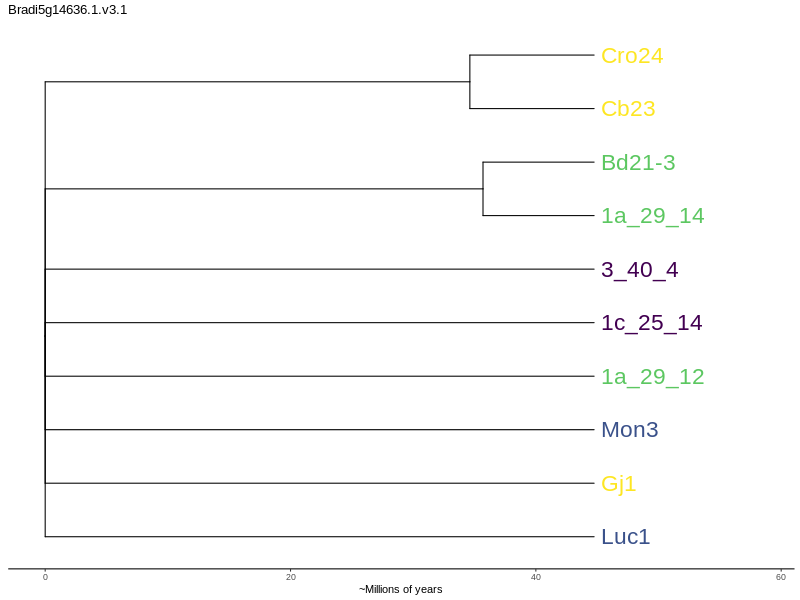 Bradi5g14636.1.v3.1
Cro24
Cb23
Bd21-3
1a_29_14
3_40_4
1c_25_14
1a_29_12
Mon3
Gj1
Luc1
0 20 40 60
~Millions of years